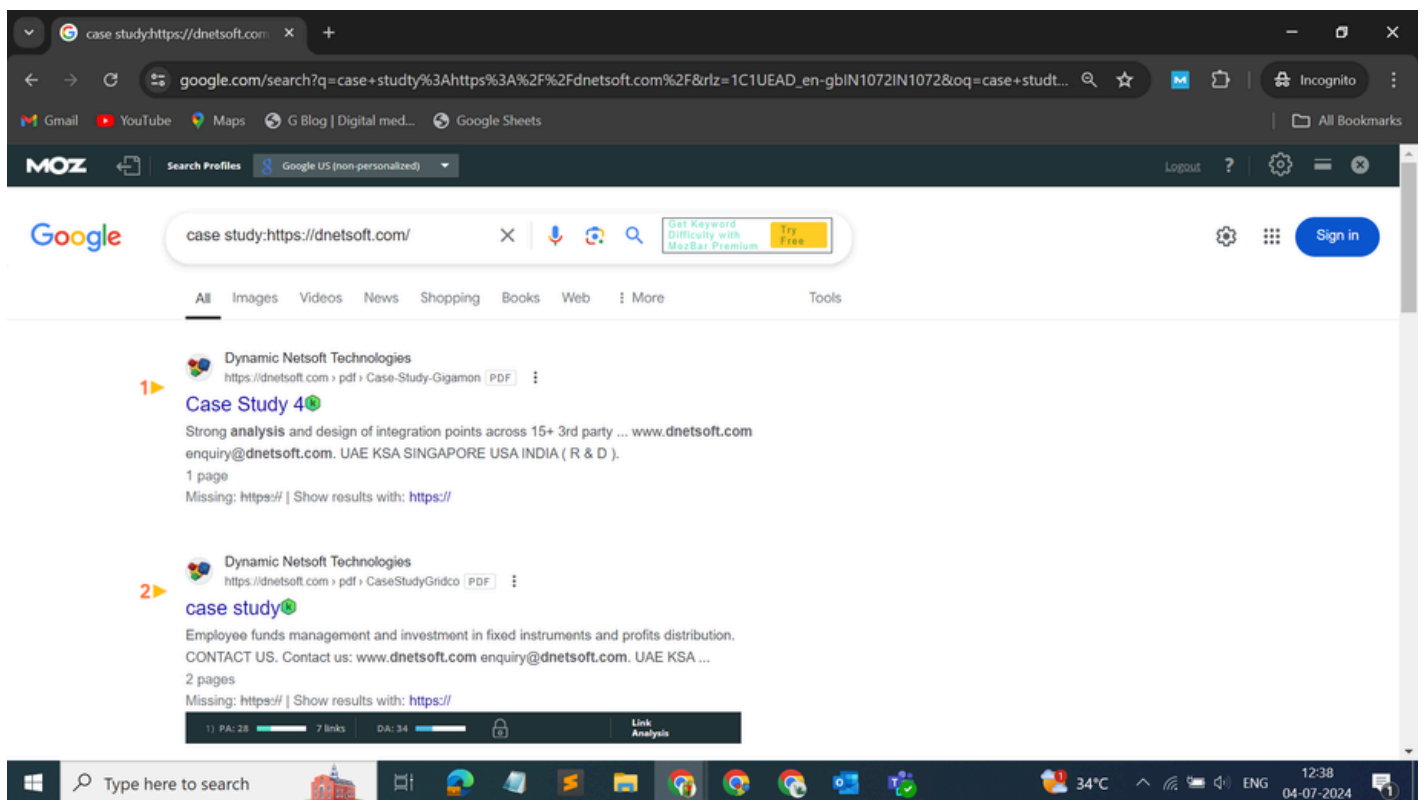 case study:https://dnetsoft.com
google.com/search?q=case+studty%3Ahttps%3A%2F%2Fdnetsoft.com%2F&rlz=1C1UEAD_en-gbIN1072IN1072&oq=case+studt...
Incognito
Gmail YouTube Maps G Blog | Digital med... Google Sheets All Bookmarks
MOZ Search Profiles Google US (non-personalized) Logout ?
Google case study:https://dnetsoft.com/ Sign in
Get Keyword
Difficulty with
MozBar Premium
Try
Free
All Images Videos News Shopping Books Web More Tools
Dynamic Netsoft Technologies
https://dnetsoft.com › pdf › Case-Study-Gigamon PDF
1
Case Study 4
Strong analysis and design of integration points across 15+ 3rd party ... www.dnetsoft.com
enquiry@dnetsoft.com. UAE KSA SINGAPORE USA INDIA ( R & D ).
1 page
Missing: https:// | Show results with: https://
Dynamic Netsoft Technologies
https://dnetsoft.com › pdf › CaseStudyGridco PDF
2
case study
Employee funds management and investment in fixed instruments and profits distribution.
CONTACT US. Contact us: www.dnetsoft.com enquiry@dnetsoft.com. UAE KSA ...
2 pages
Missing: https:// | Show results with: https://
1) PA: 28 7 links DA: 34 Link
Analysis
Type here to search 34°C ENG 12:38
04-07-2024